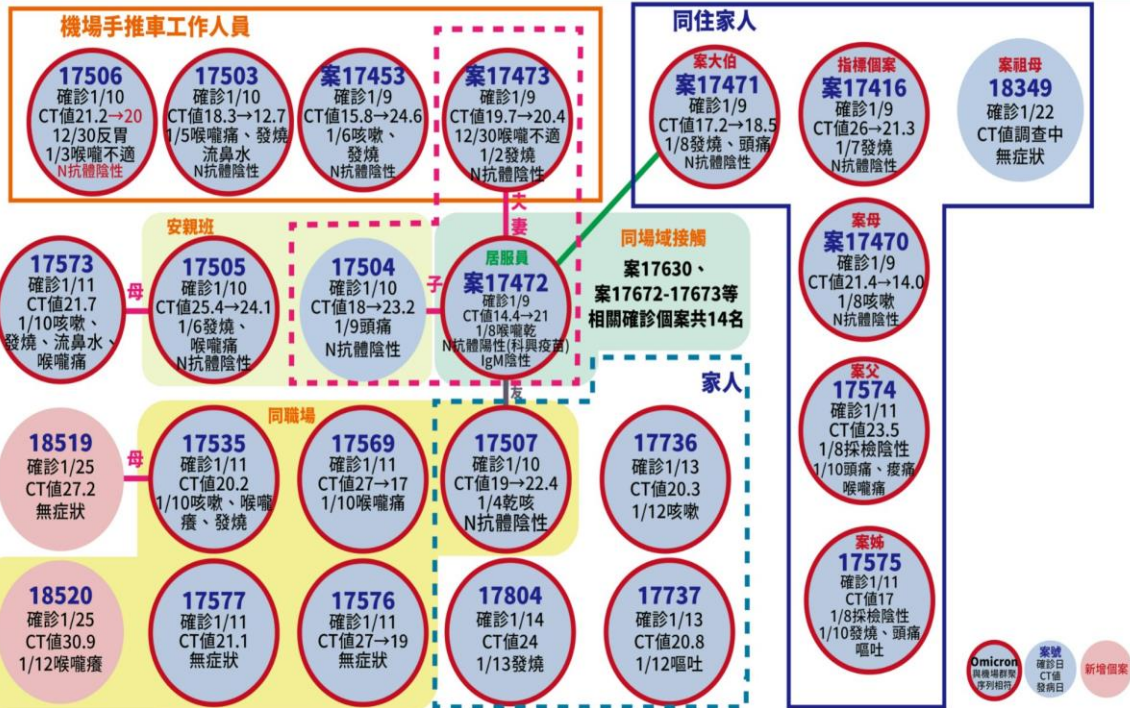 機場手推車工作人員
17506
確診1/10
CT值21.2→20
12/30反胃
1/3喉嚨不適
N抗體陰性
17503
確診1/10
CT值18.3→12.7
1/5喉嚨痛、發燒
流鼻水
N抗體陰性
案17453
確診1/9
CT值15.8→24.6
1/6咳嗽、
發燒
N抗體陰性
案17473
確診1/9
CT值19.7→20.4
12/30喉嚨不適
1/2發燒
N抗體陰性
同住家人
案大伯
案17471
確診1/9
CT值17.2→18.5
1/8發燒、頭痛
N抗體陰性
指標個案
案17416
確診1/9
CT值26→21.3
1/7發燒
N抗體陰性
案祖母
18349
確診1/22
CT值調查中
無症狀
夫
妻
17573
確診1/11
CT值21.7
1/10咳嗽、
發燒、流鼻水、
喉嚨痛
母
安親班
17505
確診1/10
CT值25.4→24.1
1/6發燒、
喉嚨痛
N抗體陰性
17504
確診1/10
CT值18→23.2
1/9頭痛
N抗體陰性
子
居服員
案17472
確診1/9
CT值14.4→21
1/8喉嚨乾
N抗體陽性(科興疫苗)
IgM陰性
同場域接觸
案17630、
案17672-17673等
相關確診個案共14名
案母
案17470
確診1/9
CT值21.4→14.0
1/8咳嗽
N抗體陰性
友
家人
案父
17574
確診1/11
CT值23.5
1/8採檢陰性
1/10頭痛、痠痛
喉嚨痛
18519
確診1/25
CT值27.2
無症狀
母
同職場
17535
確診1/11
CT值20.2
1/10咳嗽、喉嚨
癢、發燒
17569
確診1/11
CT值27→17
1/10喉嚨痛
17507
確診1/10
CT值19→22.4
1/4乾咳
N抗體陰性
17736
確診1/13
CT值20.3
1/12咳嗽
18520
確診1/25
CT值30.9
1/12喉嚨癢
17577
確診1/11
CT值21.1
無症狀
17576
確診1/11
CT值27→19
無症狀
17804
確診1/14
CT值24
1/13發燒
17737
確診1/13
CT值20.8
1/12嘔吐
案姊
17575
確診1/11
CT值17
1/8採檢陰性
1/10發燒、頭痛
嘔吐
Omicron
與機場群聚
序列相符
案號
確診日
CT值
發病日
新增個案